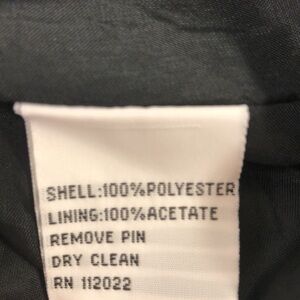 SHELL:100%POLYESTER
LINING:100%ACETATE
REMOVE PIN
DRY CLEAN
RN 112022